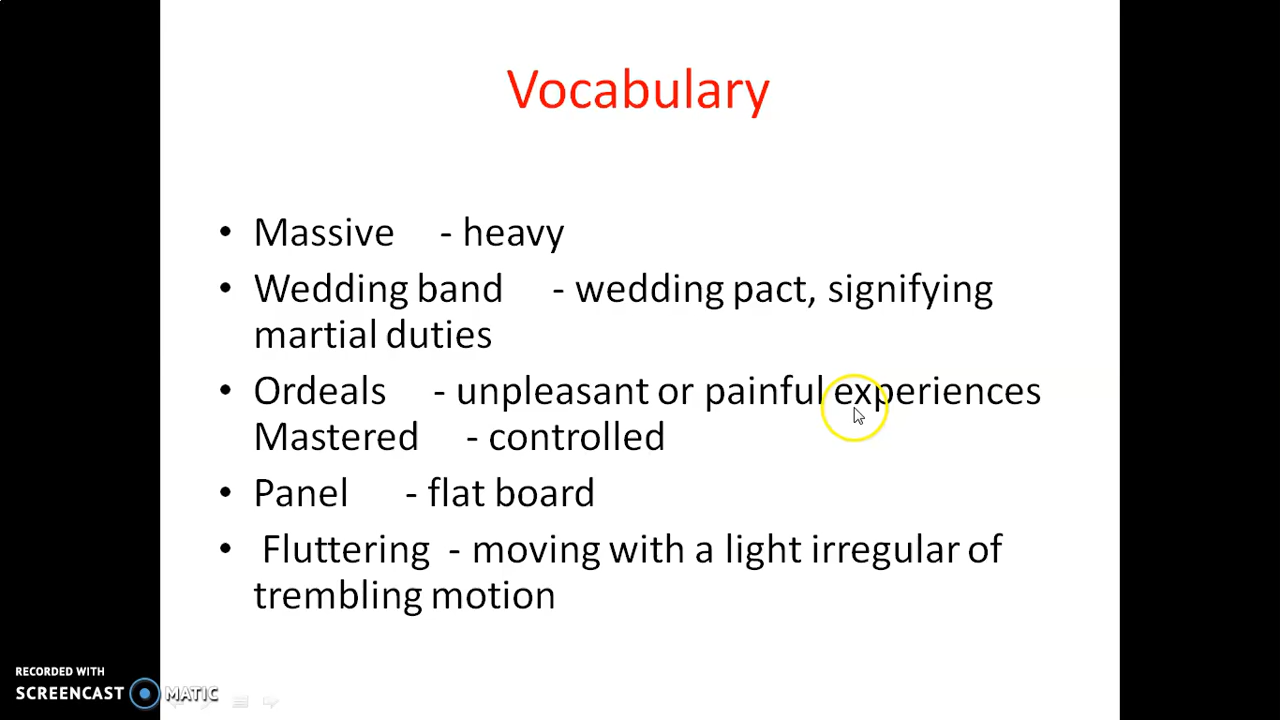 Vocabulary
• Massive - heavy
• Wedding band - wedding pact, signifying
martial duties
• Ordeals - unpleasant or painful experiences
Mastered - controlled
• Panel - flat board
• Fluttering - moving with a light irregular of
trembling motion
RECORDED WITH
SCREENCAST MATIC